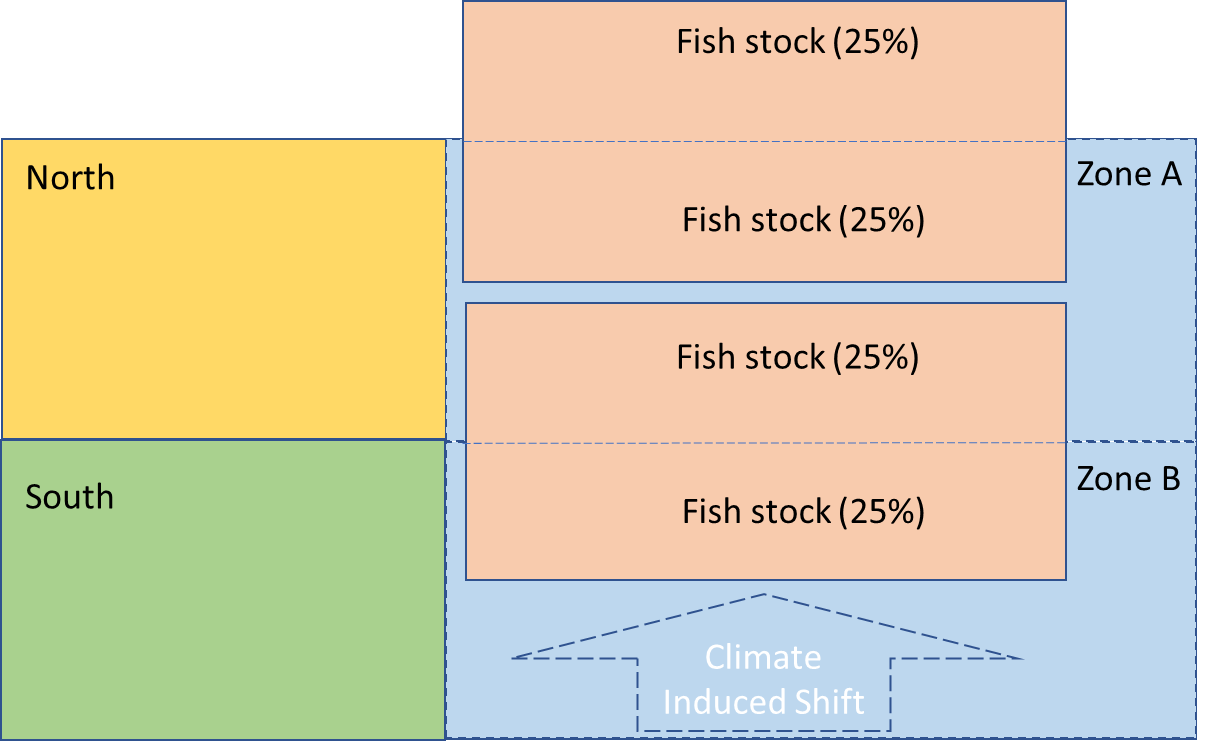 Fish stock (25%)
North
Zone A
Fish stock (25%)
Fish stock (25%)
South
Zone B
Fish stock (25%)
Climate
Induced Shift